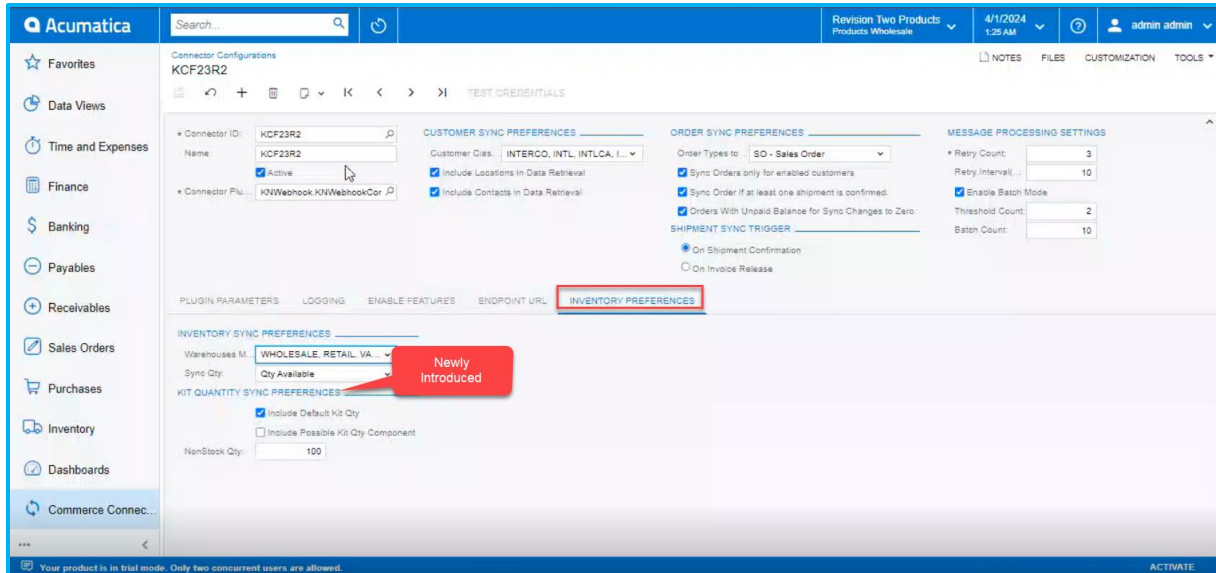 Acumatica
Search...
Revision Two Products
Products Wholesale
4/1/2024
1:25 AM
admin admin
Favorites
Data Views
Time and Expenses
Finance
Banking
Payables
Receivables
Sales Orders
Purchases
Inventory
Dashboards
Commerce Connec...
Connector Configurations
KCF23R2
NOTES FILES CUSTOMIZATION TOOLS
TEST CREDENTIALS
* Connector ID: KCF23R2
Name: KCF23R2
Active
* Connector Plu... KNWebhook.KNWebhookCor
CUSTOMER SYNC PREFERENCES
Customer Clas... INTERCO, INTL, INTLCA, I...
Include Locations in Data Retrieval
Include Contacts in Data Retrieval
ORDER SYNC PREFERENCES
Order Types to ... SO - Sales Order
Sync Orders only for enabled customers
Sync Order if at least one shipment is confirmed.
Orders With Unpaid Balance for Sync Changes to Zero
SHIPMENT SYNC TRIGGER
On Shipment Confirmation
On Invoice Release
MESSAGE PROCESSING SETTINGS
* Retry Count: 3
Retry Interval(... 10
Enable Batch Mode
Threshold Count: 2
Batch Count: 10
PLUGIN PARAMETERS LOGGING ENABLE FEATURES ENDPOINT URL INVENTORY PREFERENCES
INVENTORY SYNC PREFERENCES
Warehouses M... WHOLESALE, RETAIL, VA...
Sync Qty: Qty Available
Newly
Introduced
KIT QUANTITY SYNC PREFERENCES
Include Default Kit Qty
Include Possible Kit Qty Component
NonStock Qty: 100
Your product is in trial mode. Only two concurrent users are allowed.
ACTIVATE